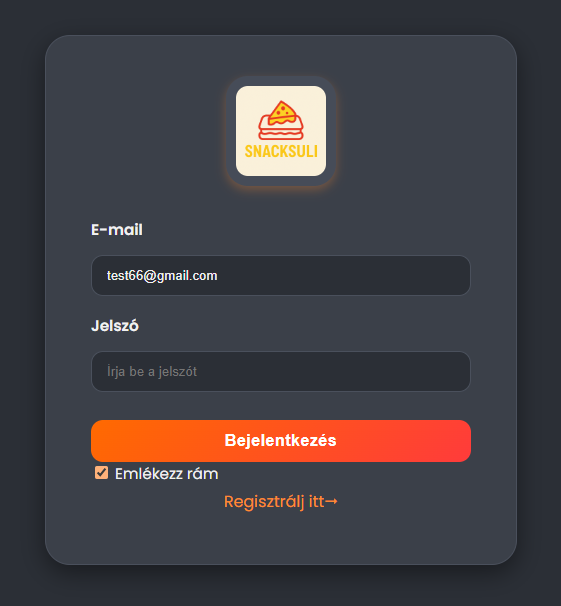 SNACKSULI
E-mail
test66@gmail.com
Jelszó
Írja be a jelszót
Bejelentkezés
Emlékezz rám
Regisztrálj itt→